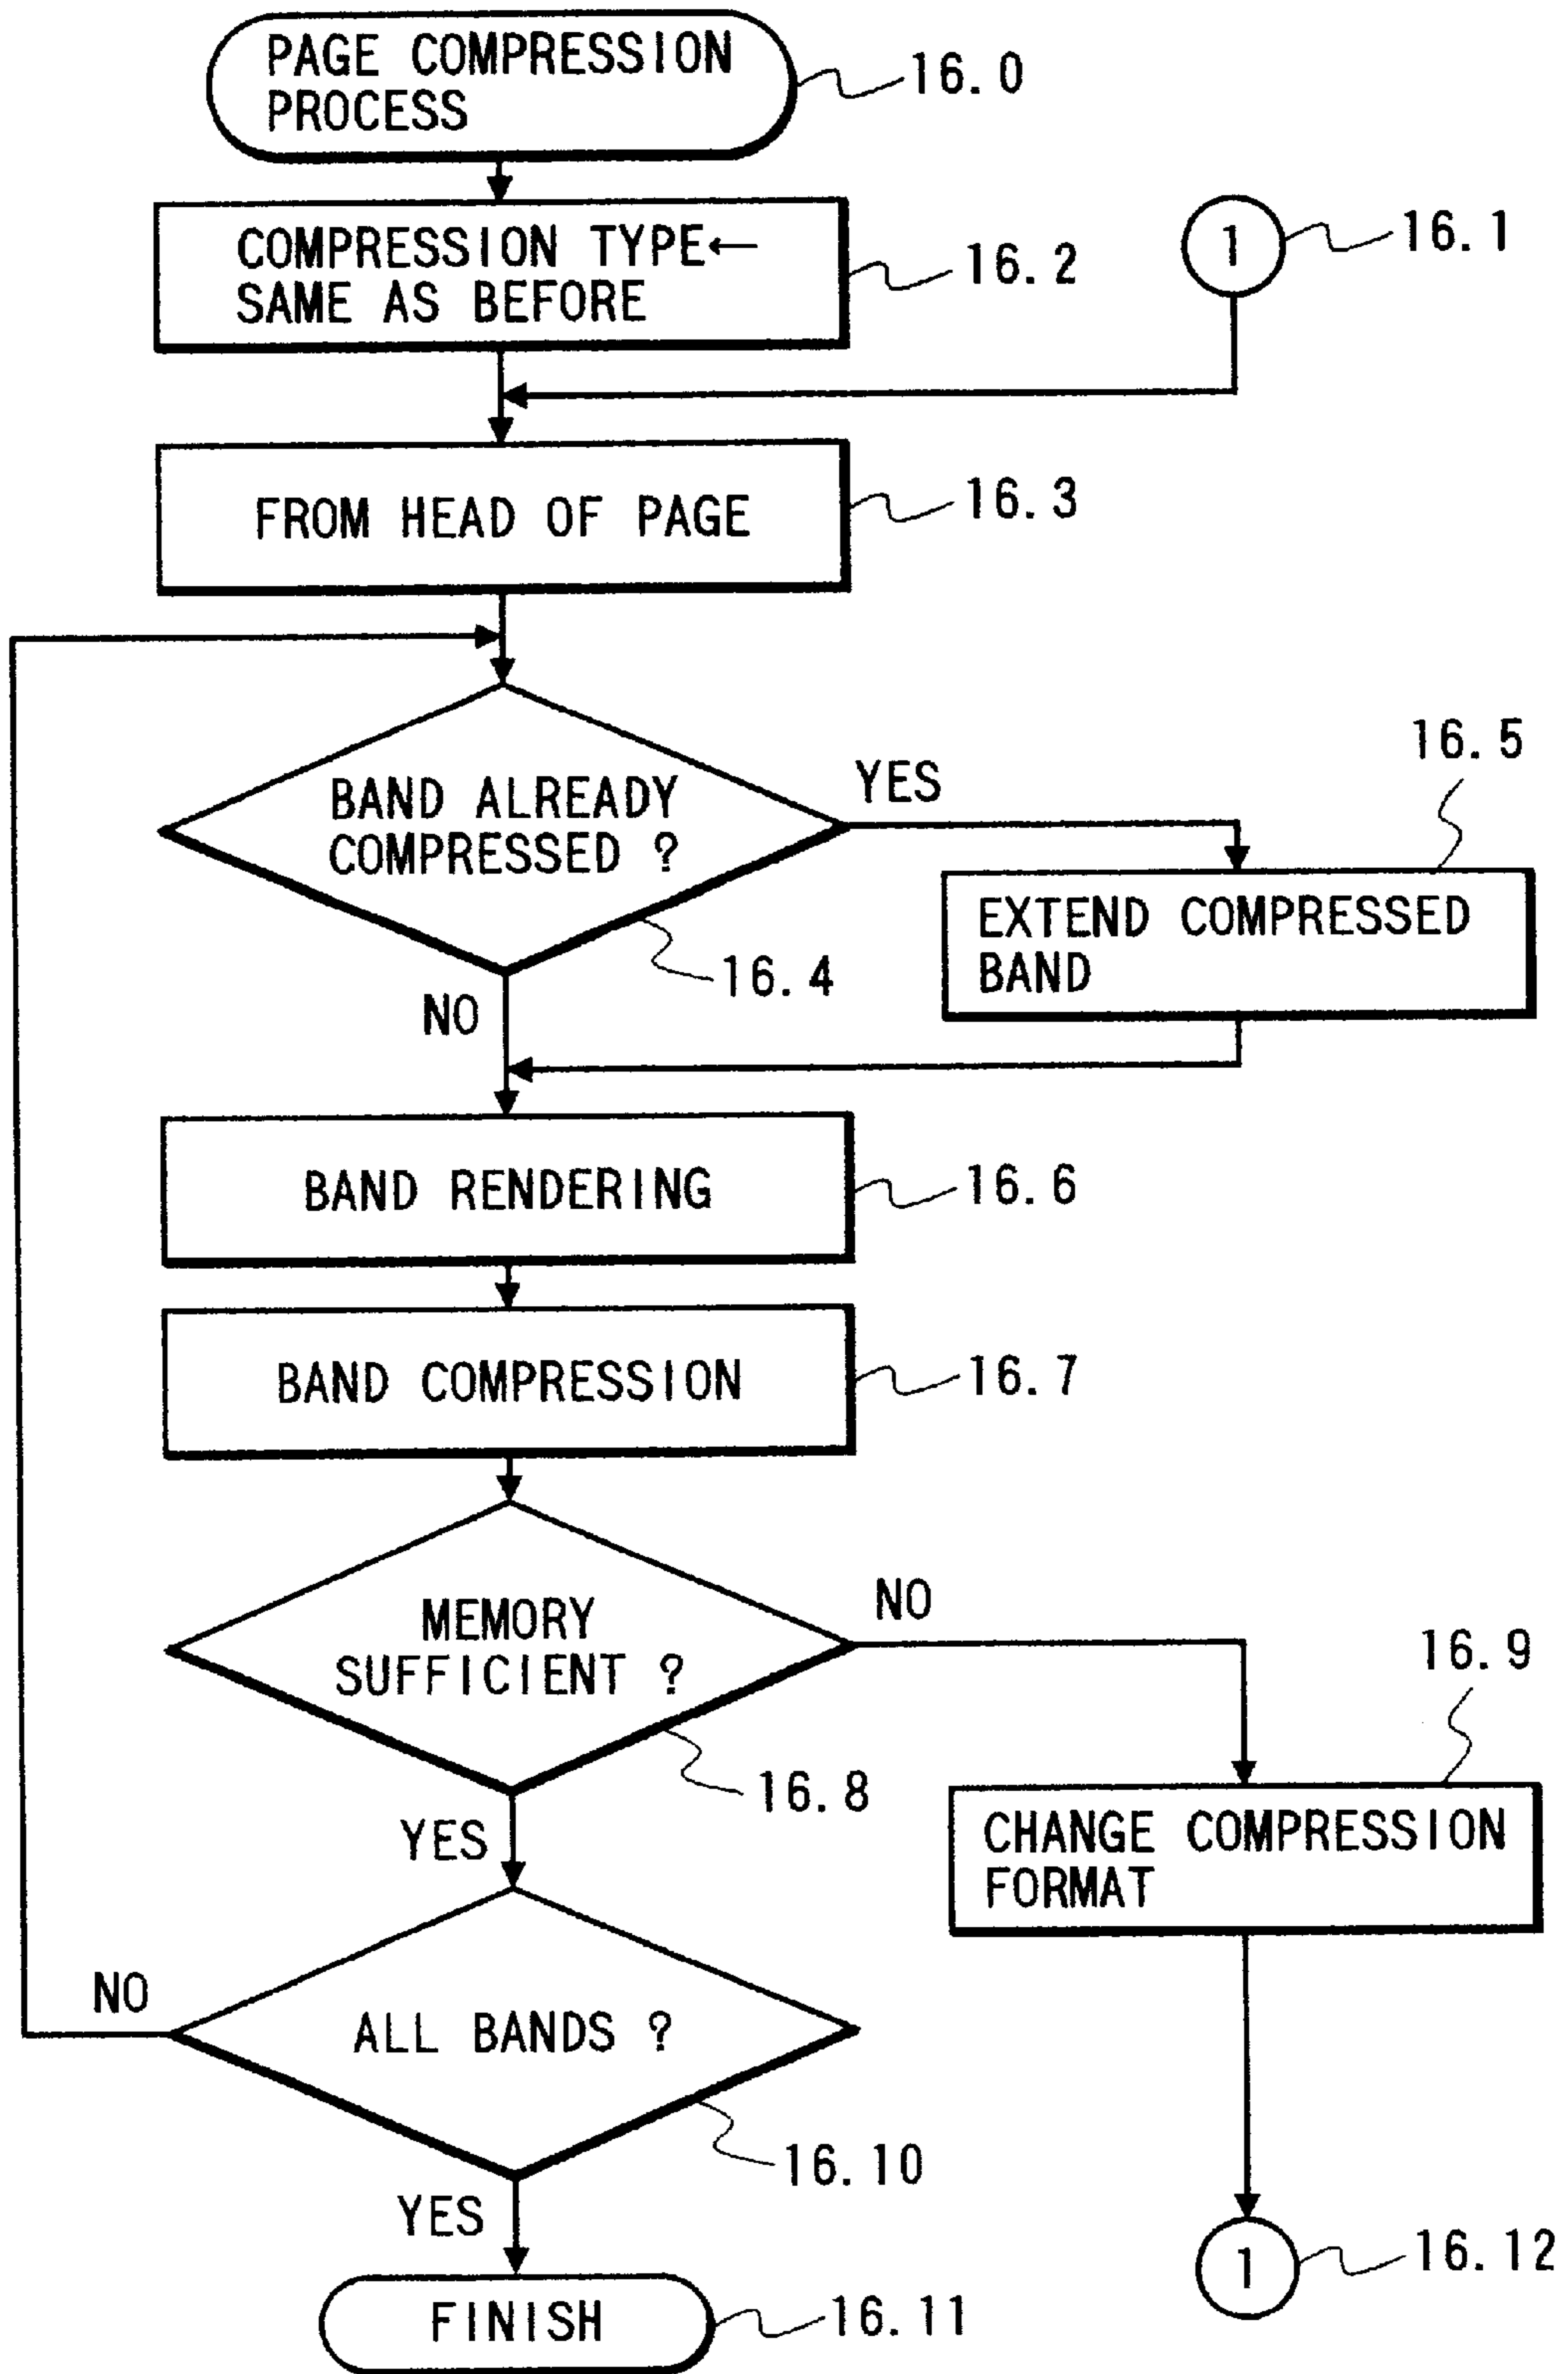 PAGE COMPRESSION
PROCESS
16.0
COMPRESSION TYPE←
SAME AS BEFORE
16.2
1
16.1
FROM HEAD OF PAGE
16.3
BAND ALREADY
COMPRESSED ?
YES
16.5
EXTEND COMPRESSED
BAND
16.4
NO
BAND RENDERING
16.6
BAND COMPRESSION
16.7
MEMORY
SUFFICIENT ?
NO
16.9
16.8
YES
CHANGE COMPRESSION
FORMAT
NO
ALL BANDS ?
16.10
YES
1
16.12
FINISH
16.11